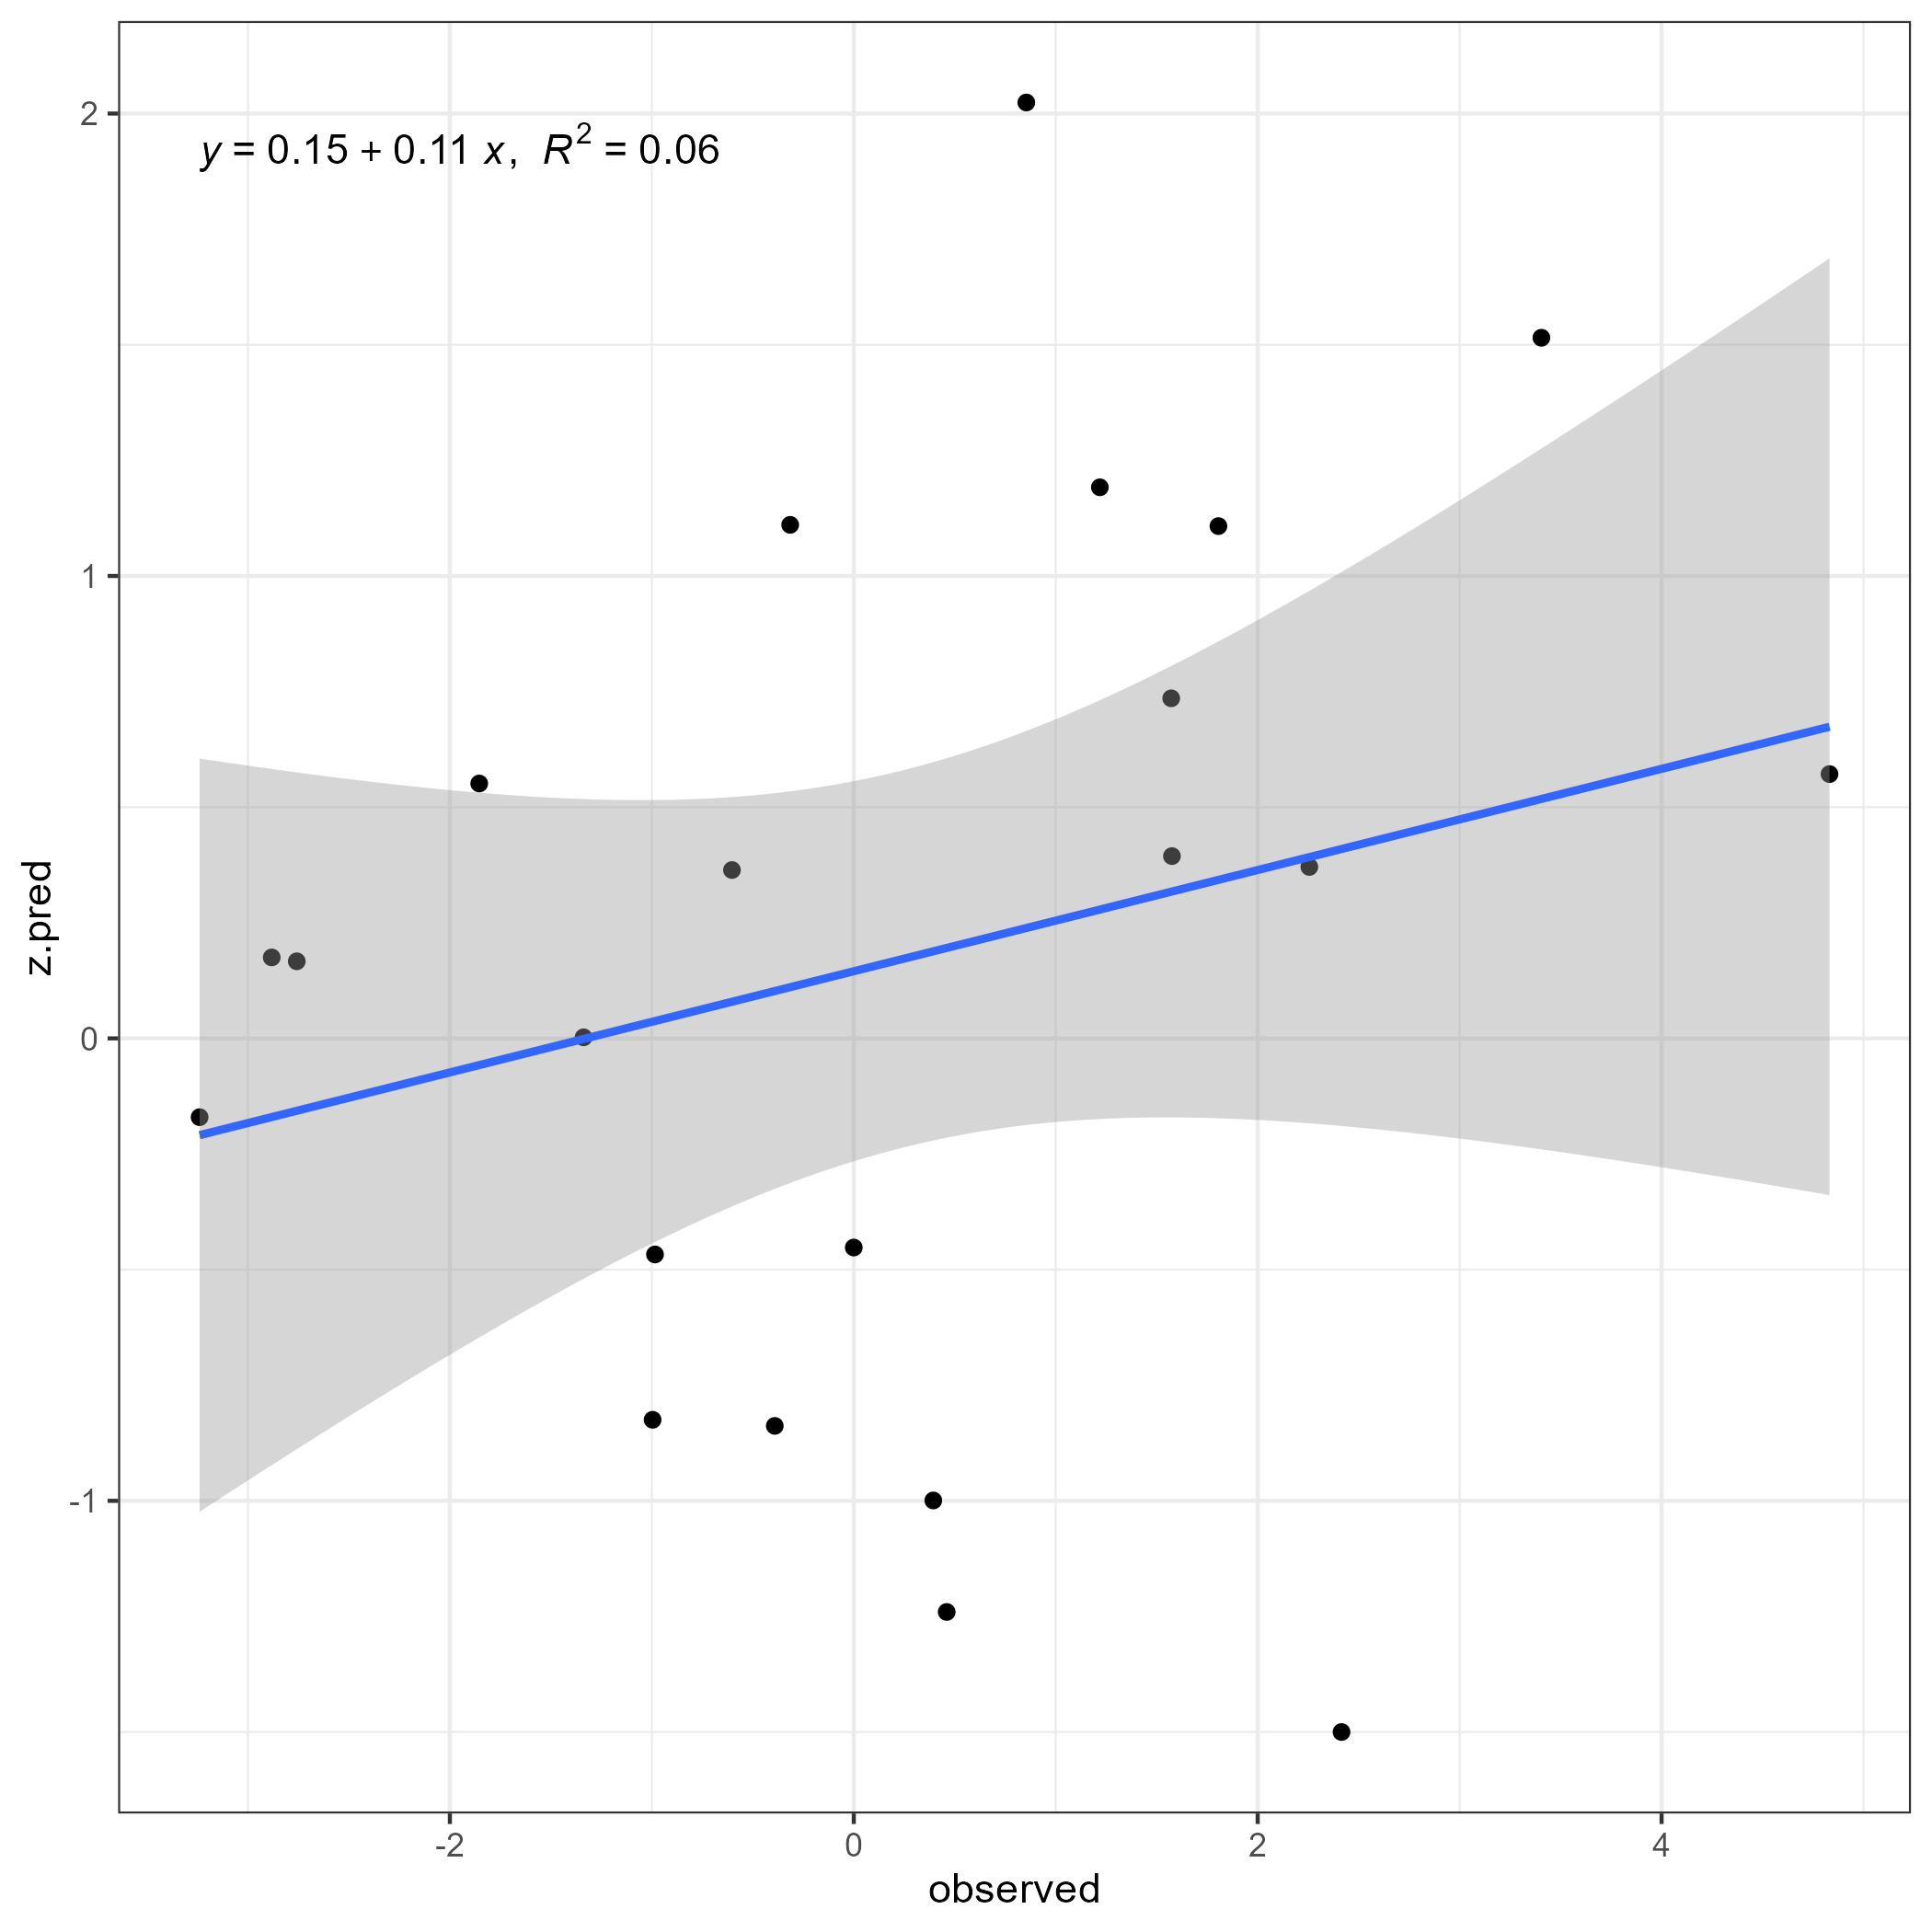 2
y = 0.15 + 0.11 x, R² = 0.06
1
z.pred
0
-1
-2 0 2 4
observed